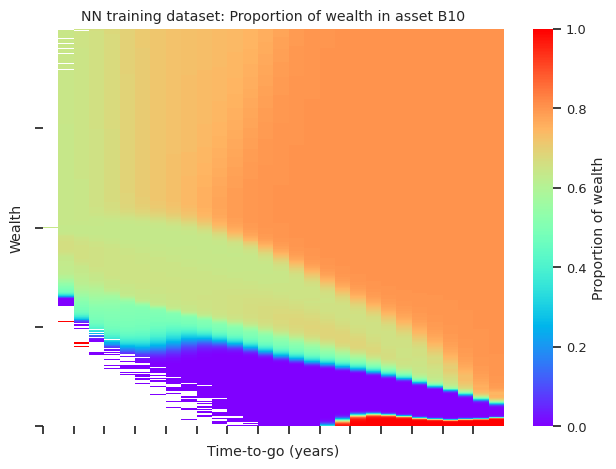 NN training dataset: Proportion of wealth in asset B10
Wealth
Time-to-go (years)
1.0
0.8
0.6
0.4
0.2
0.0
Proportion of wealth